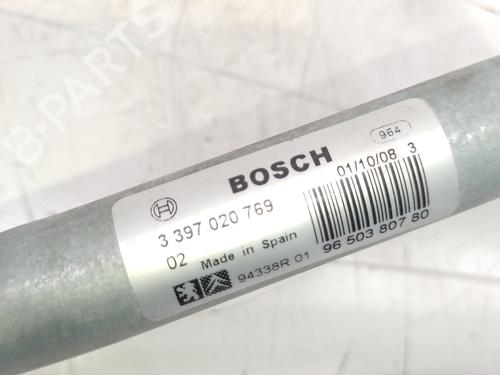 B-PARTS
964
BOSCH
01/10/08 3
3 397 020 769
02 Made in Spain
96 503 807 80
94338R 01